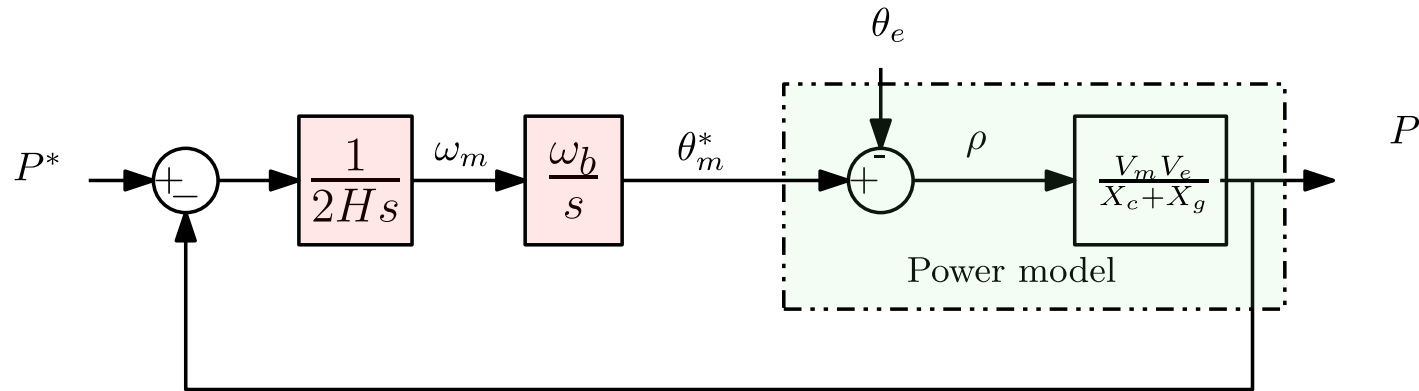 θ_e
P*
+
−
1
2Hs
ω_m
ω_b
s
θ*_m
+
-
ρ
V_m V_e
X_c+X_g
P
Power model